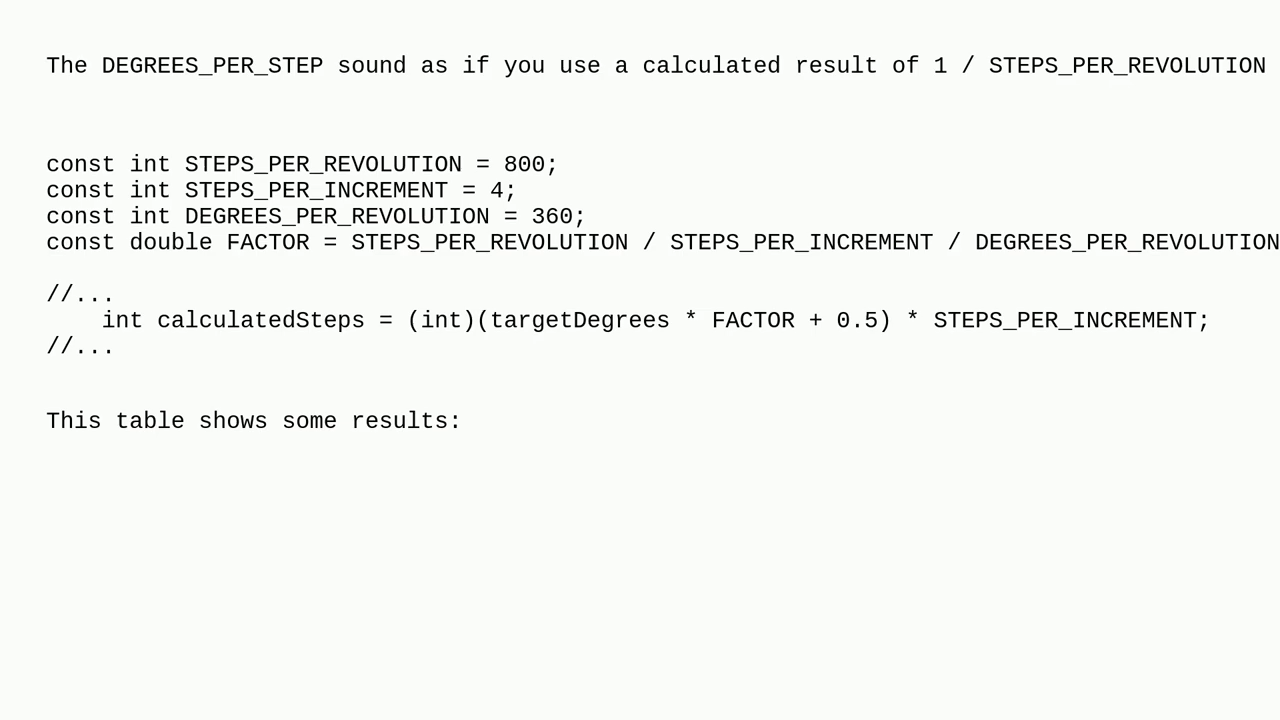 The DEGREES_PER_STEP sound as if you use a calculated result of 1 / STEPS_PER_REVOLUTION
const int STEPS_PER_REVOLUTION = 800;
const int STEPS_PER_INCREMENT = 4;
const int DEGREES_PER_REVOLUTION = 360;
const double FACTOR = STEPS_PER_REVOLUTION / STEPS_PER_INCREMENT / DEGREES_PER_REVOLUTION
//...
    int calculatedSteps = (int)(targetDegrees * FACTOR + 0.5) * STEPS_PER_INCREMENT;
//...
This table shows some results: